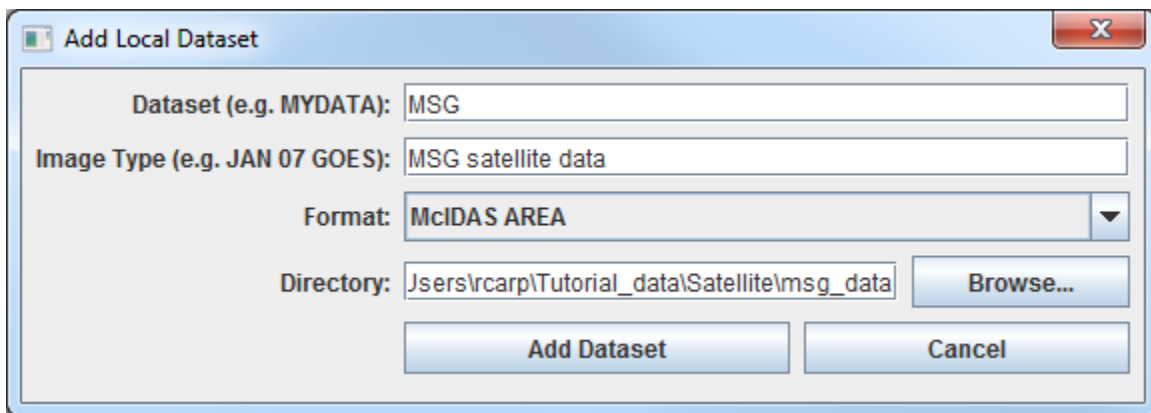 Add Local Dataset
Dataset (e.g. MYDATA): MSG
Image Type (e.g. JAN 07 GOES): MSG satellite data
Format: McIDAS AREA
Directory: Jsers\rcarp\Tutorial_data\Satellite\msg_data Browse...
Add Dataset Cancel